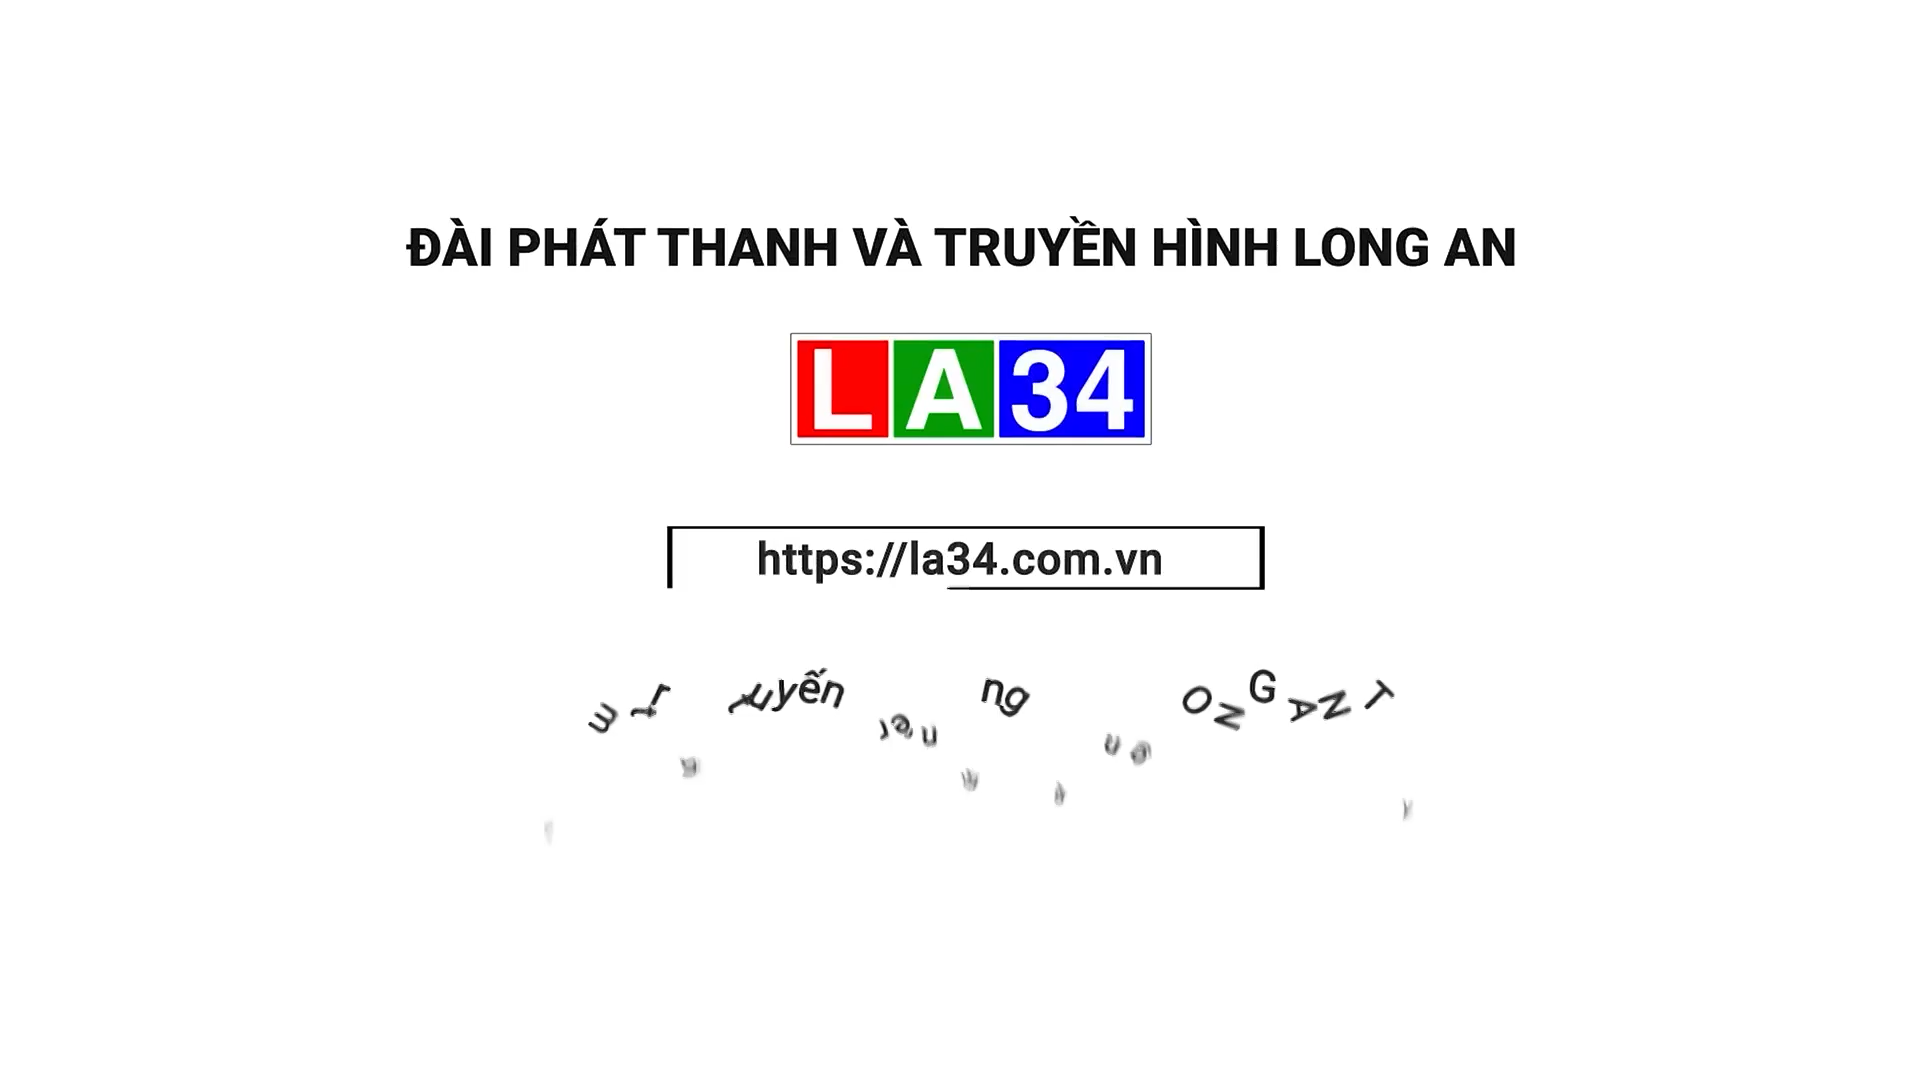 ĐÀI PHÁT THANH VÀ TRUYỀN HÌNH LONG AN
LA34
https://la34.com.vn